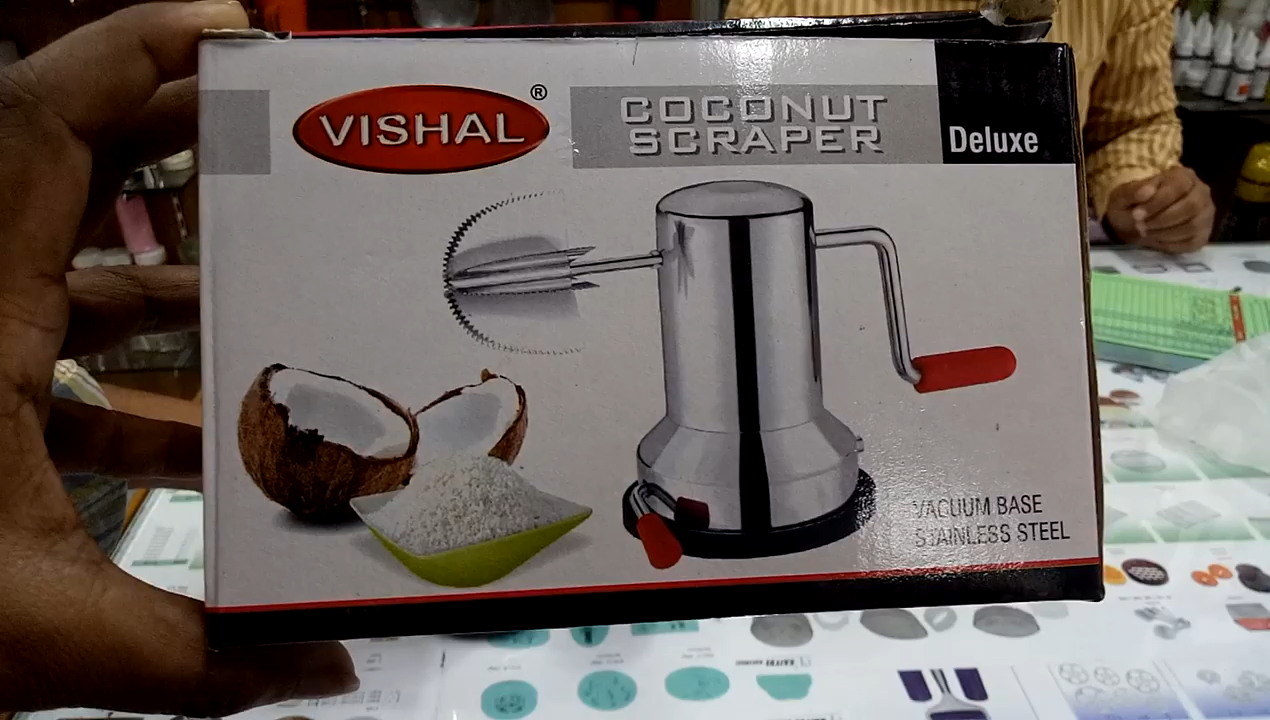 VISHAL®
COCONUT
SCRAPER
Deluxe
VACUUM BASE
STAINLESS STEEL